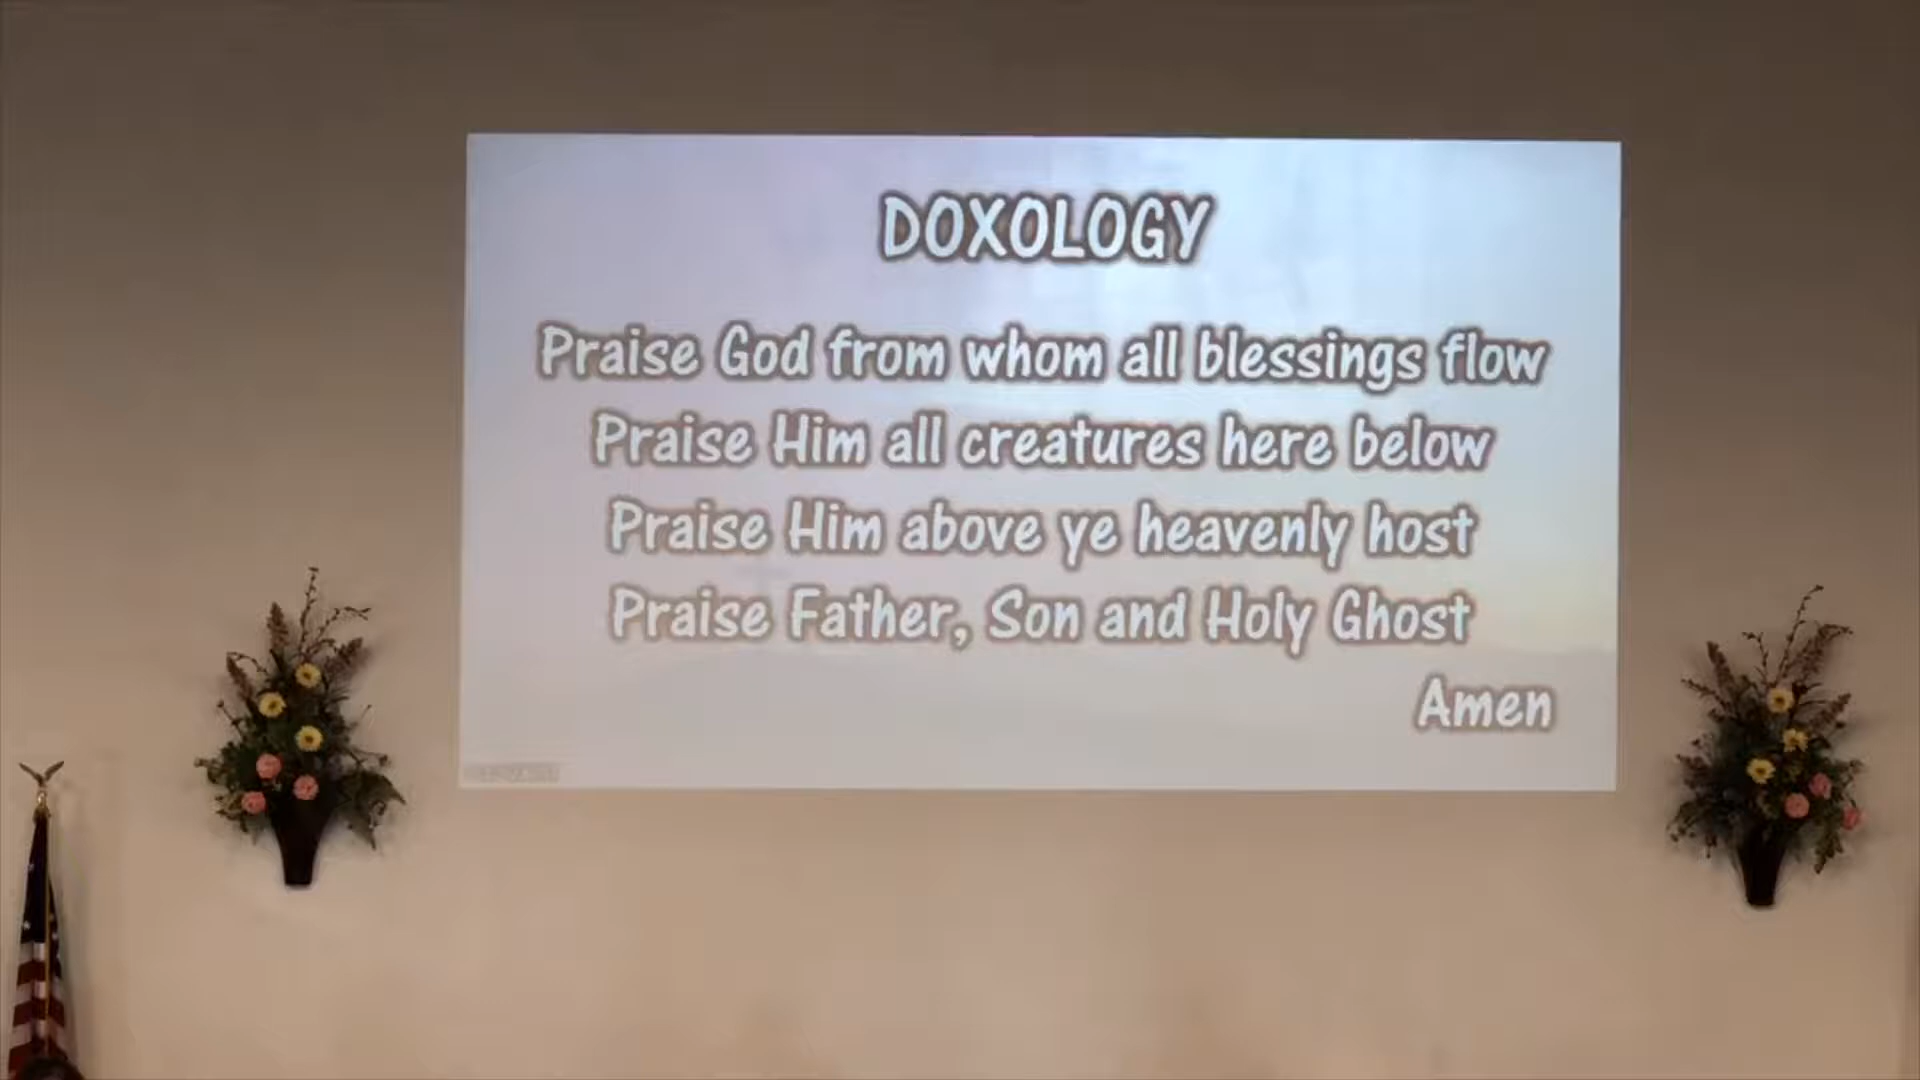 DOXOLOGY
Praise God from whom all blessings flow
Praise Him all creatures here below
Praise Him above ye heavenly host
Praise Father, Son and Holy Ghost
Amen